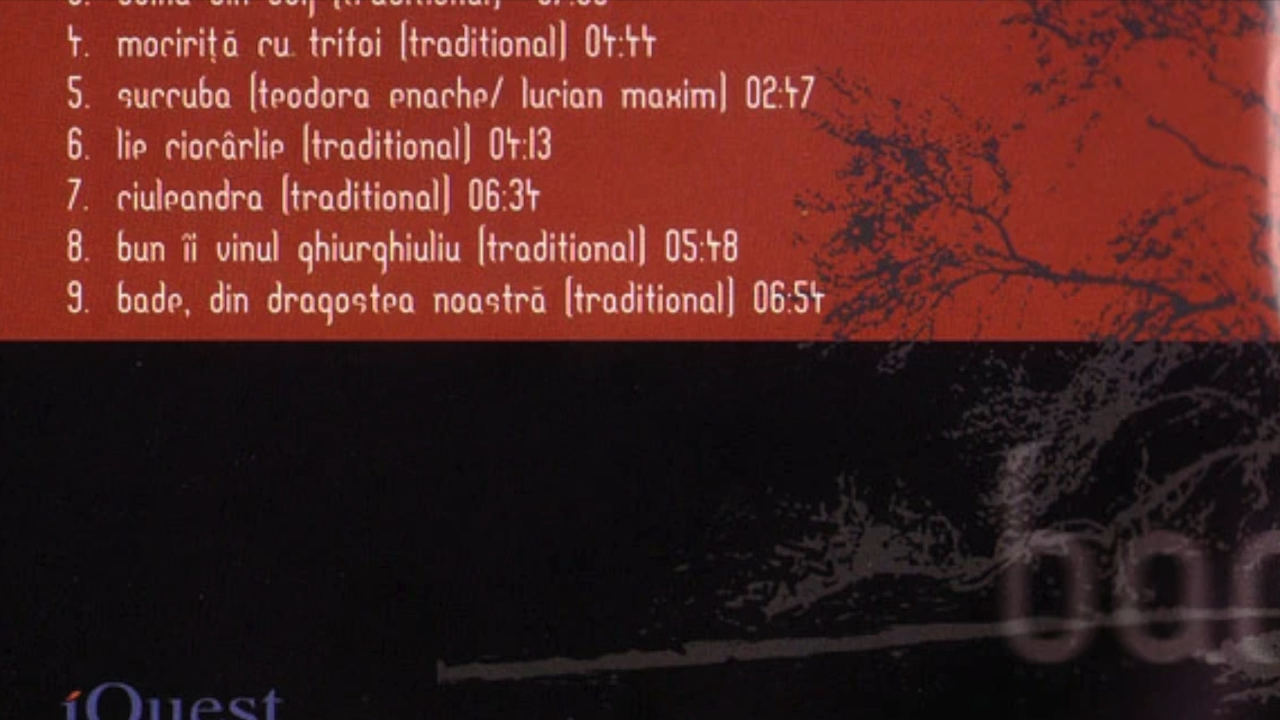 4. mociriță cu trifoi (traditional) 04:44
5. succuba (teodora enache/ lucian maxim) 02:47
6. lie ciocârlie (traditional) 04:13
7. ciuleandra (traditional) 06:34
8. bun îi vinul ghiurghiuliu (traditional) 05:48
9. bade, din dragostea noastră (traditional) 06:54
iQuest